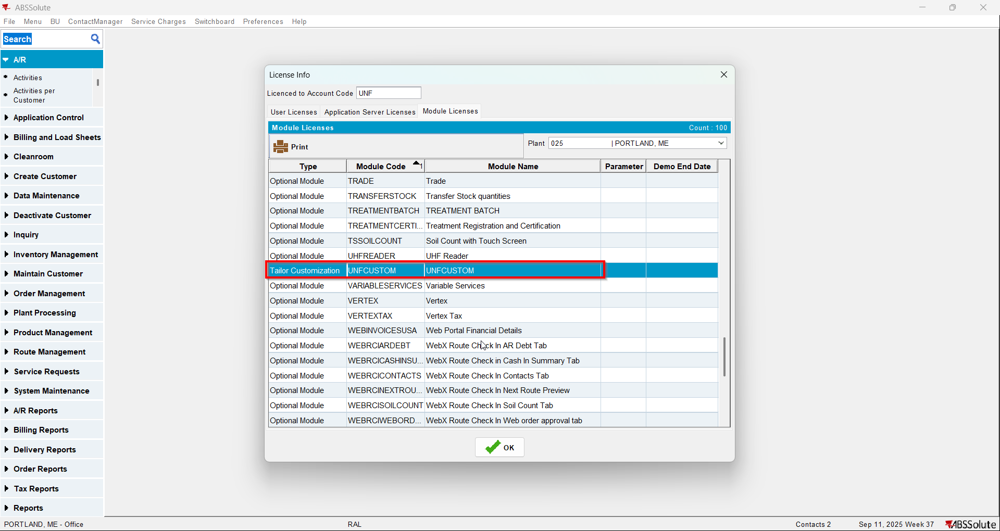 ABSSolute
File Menu BU ContactManager Service Charges Switchboard Preferences Help
Search
A/R
Activities
Activities per
Customer
Application Control
Billing and Load Sheets
Cleanroom
Create Customer
Data Maintenance
Deactivate Customer
Inquiry
Inventory Management
Maintain Customer
Order Management
Plant Processing
Product Management
Route Management
Service Requests
System Maintenance
A/R Reports
Billing Reports
Delivery Reports
Order Reports
Tax Reports
Reports
License Info
Licenced to Account Code UNF
User Licenses Application Server Licenses Module Licenses
Module Licenses Count : 100
Print Plant 025 | PORTLAND, ME
Type Module Code 1 Module Name Parameter Demo End Date
Optional Module TRADE Trade
Optional Module TRANSFERSTOCK Transfer Stock quantities
Optional Module TREATMENTBATCH TREATMENT BATCH
Optional Module TREATMENTCERTI... Treatment Registration and Certification
Optional Module TSSOILCOUNT Soil Count with Touch Screen
Optional Module UHFREADER UHF Reader
Tailor Customization UNFCUSTOM UNFCUSTOM
Optional Module VARIABLESERVICES Variable Services
Optional Module VERTEX Vertex
Optional Module VERTEXTAX Vertex Tax
Optional Module WEBINVOICESUSA Web Portal Financial Details
Optional Module WEBRCIARDEBT WebX Route Check In AR Debt Tab
Optional Module WEBRCICASHINSU... WebX Route Check in Cash In Summary Tab
Optional Module WEBRCICONTACTS WebX Route Check In Contacts Tab
Optional Module WEBRCINEXTROU... WebX Route Check In Next Route Preview
Optional Module WEBRCISOILCOUNT WebX Route Check In Soil Count Tab
Optional Module WEBRCIWEBORD... WebX Route Check In Web order approval tab
OK
PORTLAND, ME - Office RAL Contacts 2 Sep 11, 2025 Week 37 ABSSolute